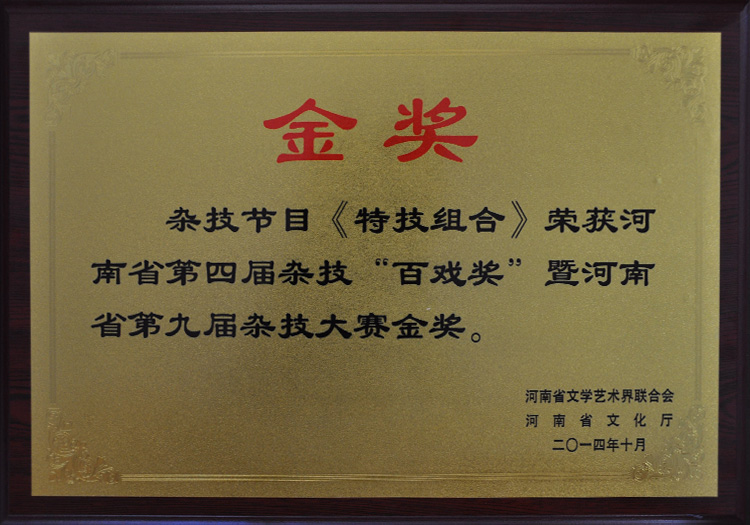 金奖
杂技节目《特技组合》荣获河
南省第四届杂技“百戏奖”暨河南
省第九届杂技大赛金奖。
河南省文学艺术界联合会
河南省文化厅
二〇一四年十月